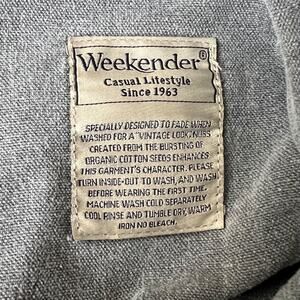 Weekender®
Casual Lifestyle
Since 1963
SPECIALLY DESIGNED TO FADE WHEN
WASHED FOR A "VINTAGE LOOK". NUBS
CREATED FROM THE BURSTING OF
ORGANIC COTTON SEEDS ENHANCES
THIS GARMENT'S CHARACTER. PLEASE
TURN INSIDE-OUT TO WASH, AND WASH
BEFORE WEARING THE FIRST TIME.
MACHINE WASH COLD SEPARATELY
COOL RINSE AND TUMBLE DRY, WARM
IRON NO BLEACH.